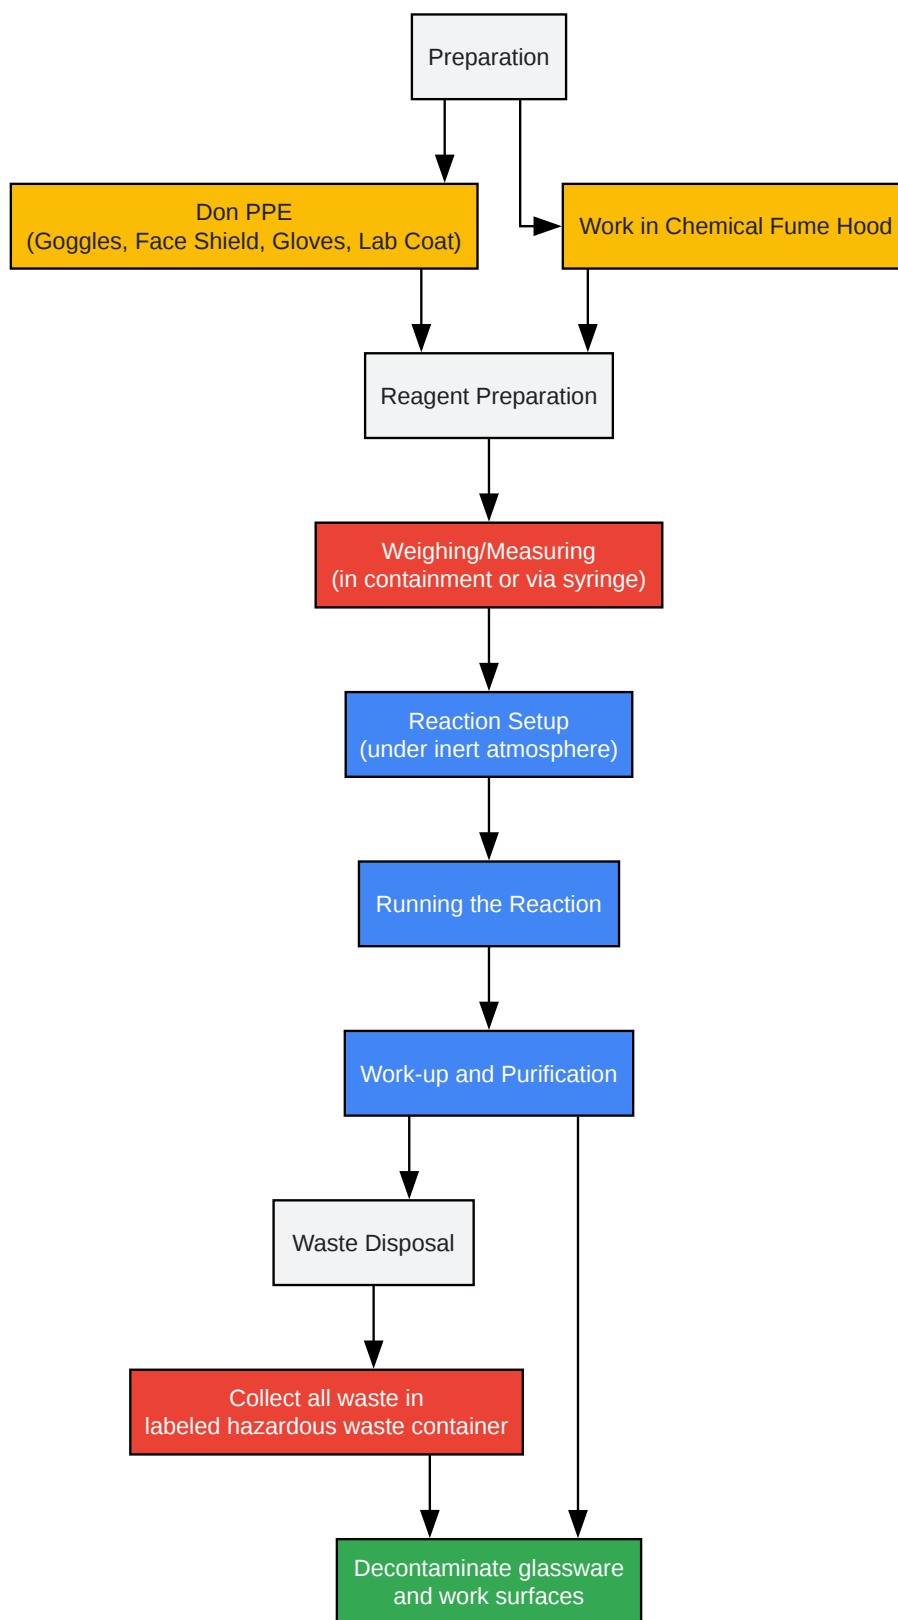 Preparation
Don PPE
(Goggles, Face Shield, Gloves, Lab Coat)
Work in Chemical Fume Hood
Reagent Preparation
Weighing/Measuring
(in containment or via syringe)
Reaction Setup
(under inert atmosphere)
Running the Reaction
Work-up and Purification
Waste Disposal
Collect all waste in
labeled hazardous waste container
Decontaminate glassware
and work surfaces